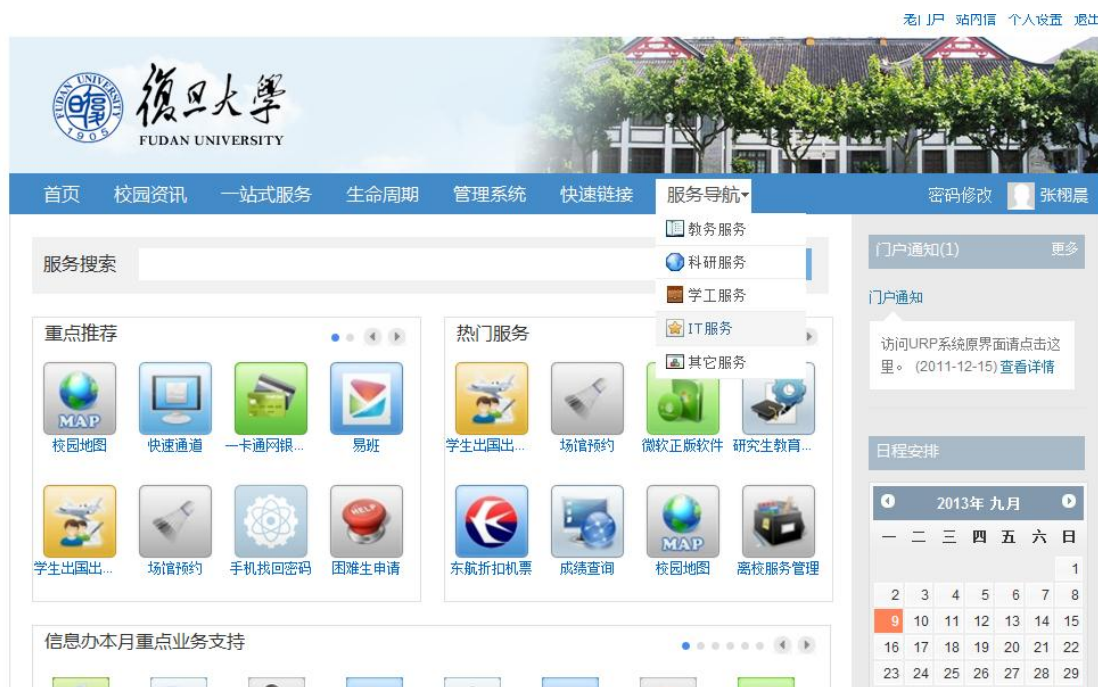 老门户 站内信 个人设置 退出
復旦大學
FUDAN UNIVERSITY
FUDAN UNIVERSITY
1905
首页 校园资讯 一站式服务 生命周期 管理系统 快速链接 服务导航 密码修改 张栩晨
教务服务
科研服务
学工服务
IT服务
其它服务
服务搜索
门户通知(1) 更多
门户通知
访问URP系统原界面请点击这
里。 (2011-12-15) 查看详情
重点推荐
MAP
校园地图 快速通道 一卡通网银... 易班
HELP
学生出国出... 场馆预约 手机找回密码 困难生申请
热门服务
学生出国出... 场馆预约 微软正版软件 研究生教育...
MAP
东航折扣机票 成绩查询 校园地图 离校服务管理
日程安排
2013年 九月
一 二 三 四 五 六 日
1
2 3 4 5 6 7 8
9 10 11 12 13 14 15
16 17 18 19 20 21 22
23 24 25 26 27 28 29
信息办本月重点业务支持